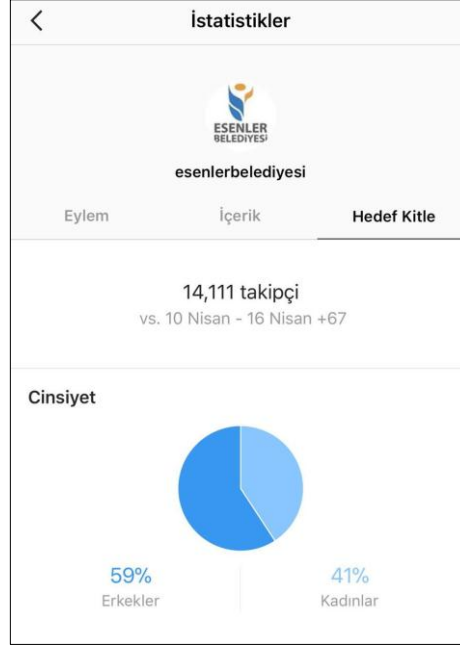 İstatistikler
ESENLER
BELEDİYESİ
esenlerbelediyesi
Eylem İçerik Hedef Kitle
14,111 takipçi
vs. 10 Nisan - 16 Nisan +67
Cinsiyet
59% 41%
Erkekler Kadınlar